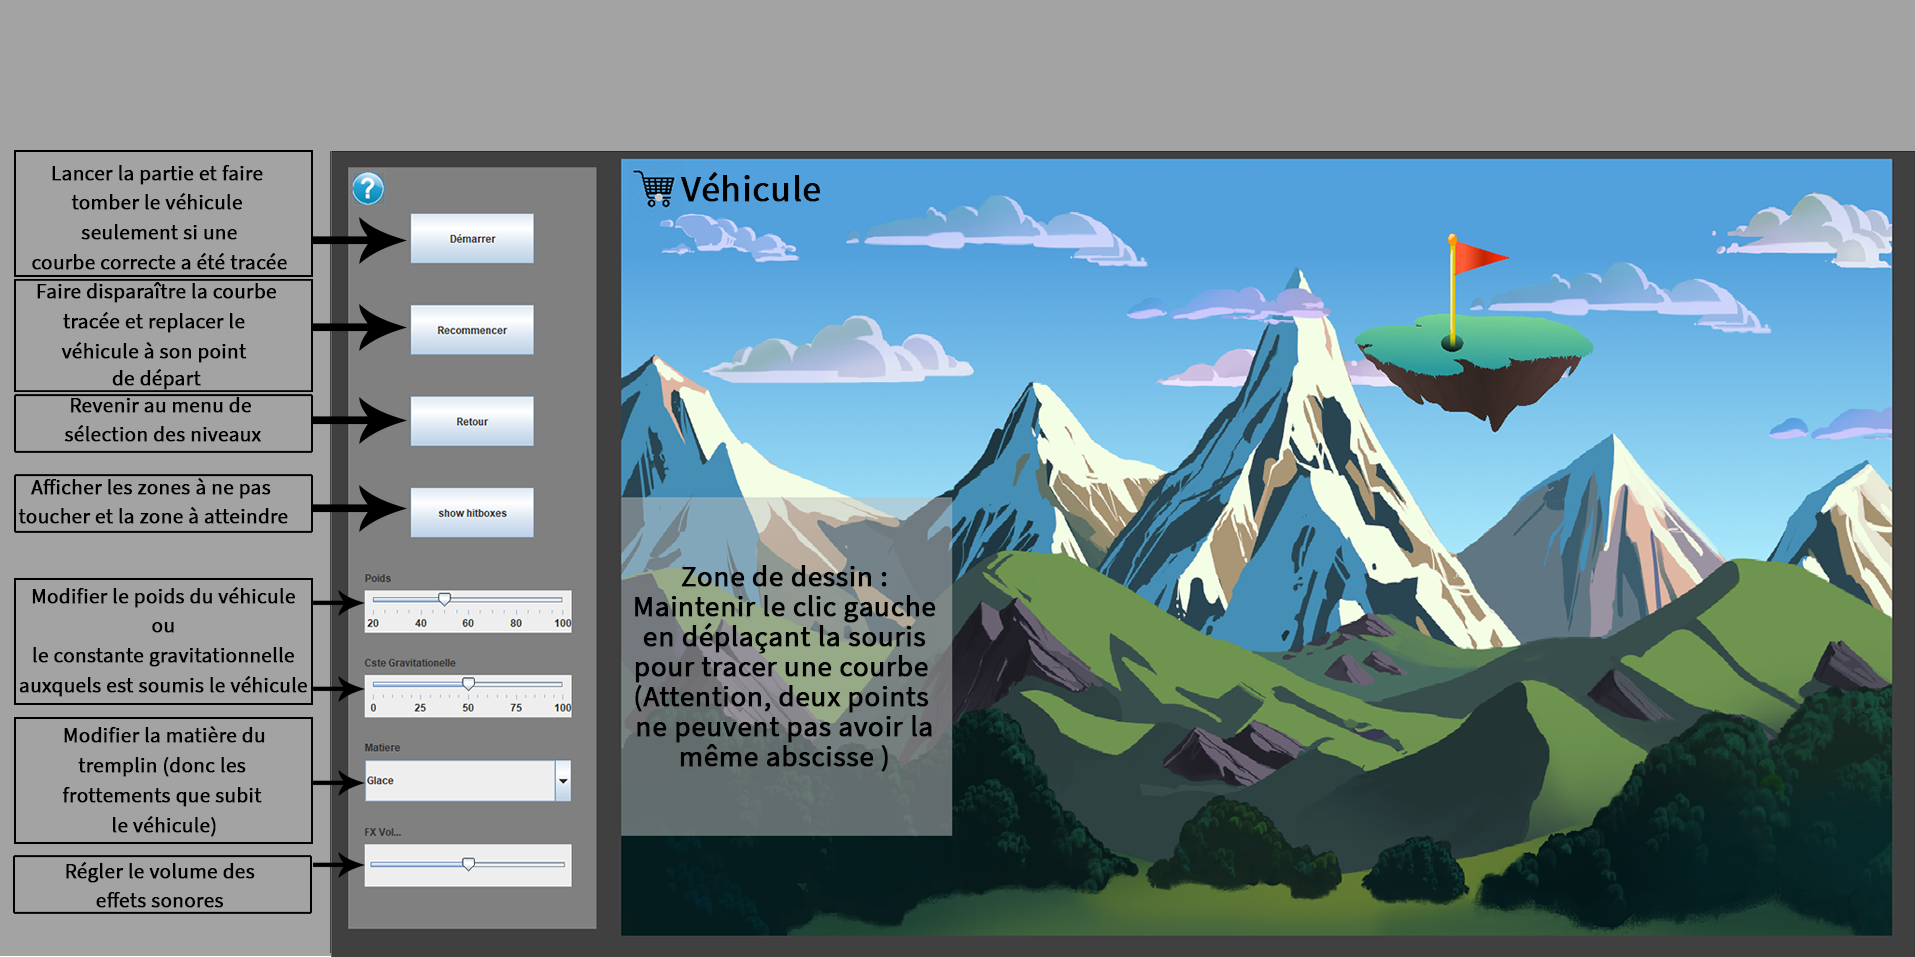 Lancer la partie et faire
tomber le véhicule
seulement si une
courbe correcte a été tracée
Faire disparaître la courbe
tracée et replacer le
véhicule à son point
de départ
Revenir au menu de
sélection des niveaux
Afficher les zones à ne pas
toucher et la zone à atteindre
Modifier le poids du véhicule
ou
le constante gravitationnelle
auxquels est soumis le véhicule
Modifier la matière du
tremplin (donc les
frottements que subit
le véhicule)
Régler le volume des
effets sonores
?
Démarrer
Recommencer
Retour
show hitboxes
Poids
20 40 60 80 100
Cste Gravitationelle
0 25 50 75 100
Matiere
Glace
FX Vol...
Véhicule
Zone de dessin :
Maintenir le clic gauche
en déplaçant la souris
pour tracer une courbe
(Attention, deux points
ne peuvent pas avoir la
même abscisse )